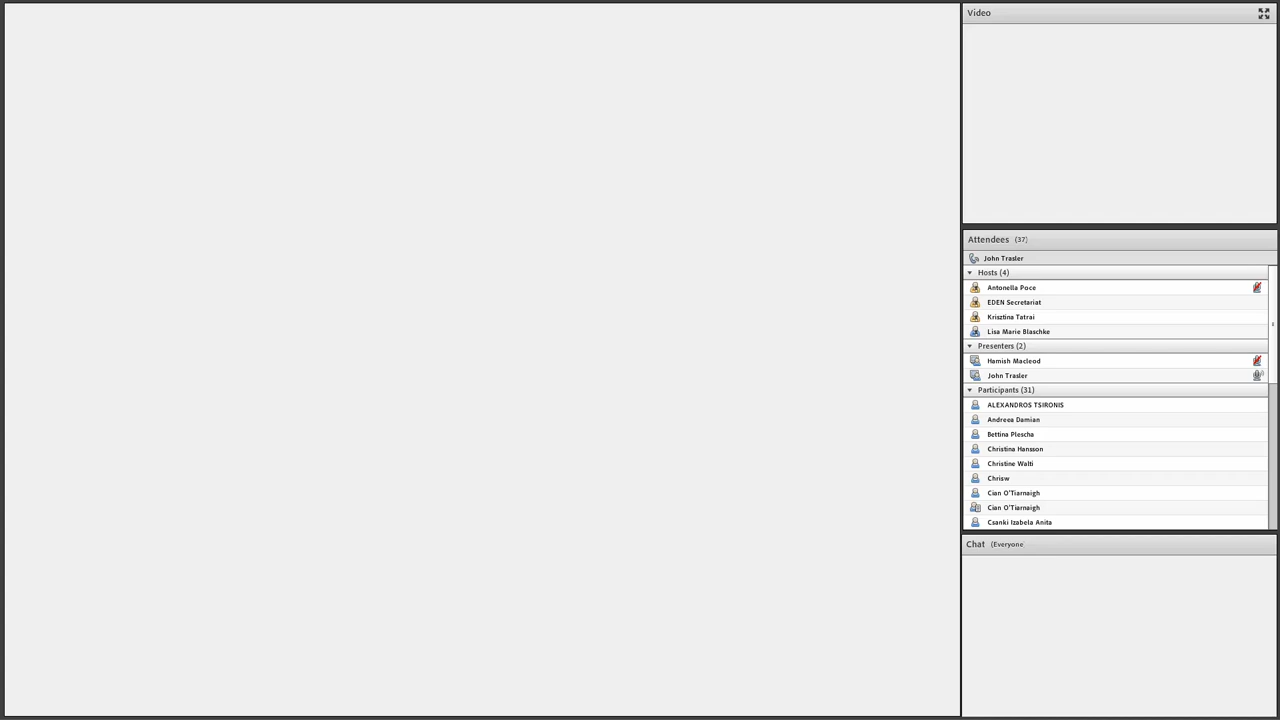 Video
Attendees (37)
John Trasler
Hosts (4)
Antonella Poce
EDEN Secretariat
Krisztina Tatrai
Lisa Marie Blaschke
Presenters (2)
Hamish Macleod
John Trasler
Participants (31)
ALEXANDROS TSIRONIS
Andreea Damian
Bettina Plescha
Christina Hansson
Christine Walti
Chrisw
Cian O'Tiarnaigh
Cian O'Tiarnaigh
Csanki Izabela Anita
Chat (Everyone